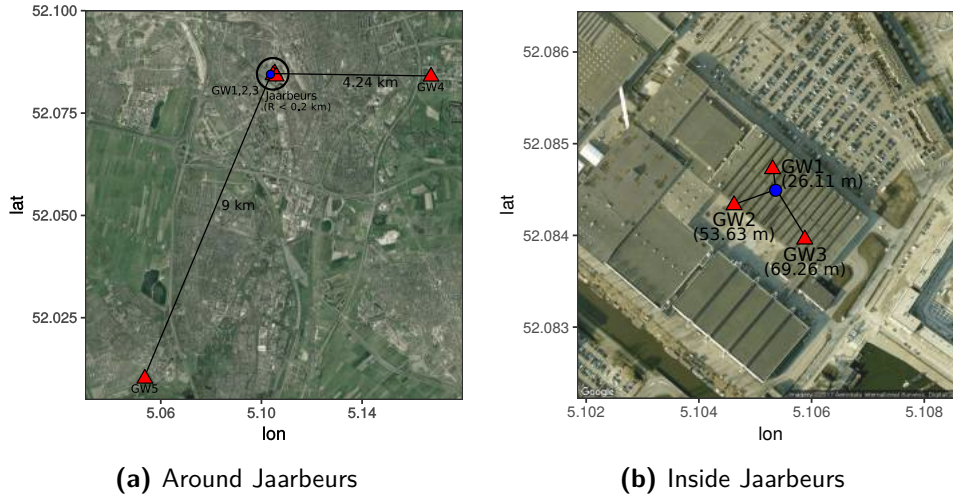 52.100
52.075
52.050
52.025
lat
GW1,2,3
Jaarbeurs
(R < 0.2 km)
4.24 km
GW4
9 km
GW5
5.06
5.10
5.14
lon
(a) Around Jaarbeurs
52.086
52.085
52.084
52.083
lat
GW1
(26.11 m)
GW2
(53.63 m)
GW3
(69.26 m)
Google
5.102
5.104
5.106
5.108
lon
(b) Inside Jaarbeurs